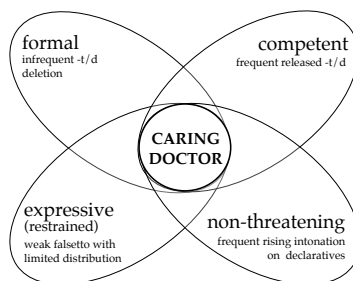 formal
infrequent -t/d
deletion
competent
frequent released -t/d
CARING
DOCTOR
expressive
(restrained)
weak falsetto with
limited distribution
non-threatening
frequent rising intonation
on declaratives